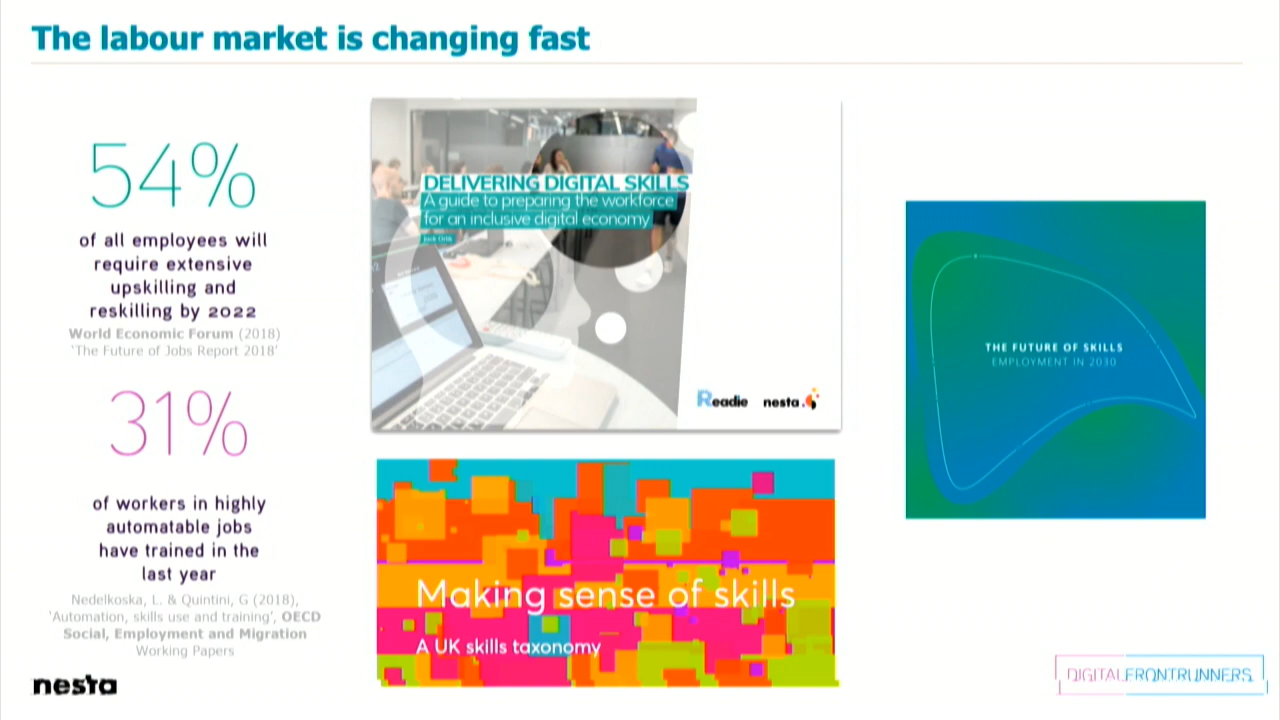 The labour market is changing fast
54%
of all employees will
require extensive
upskilling and
reskilling by 2022
World Economic Forum (2018)
'The Future of Jobs Report 2018'
31%
of workers in highly
automatable jobs
have trained in the
last year
Nedelkoska, L. & Quintini, G (2018),
'Automation, skills use and training', OECD
Social, Employment and Migration
Working Papers
nesta
DELIVERING DIGITAL SKILLS
A guide to preparing the workforce
for an inclusive digital economy
Jack Orlik
Readie nesta
Making sense of skills
A UK skills taxonomy
THE FUTURE OF SKILLS
EMPLOYMENT IN 2030
DIGITALFRONTRUNNERS